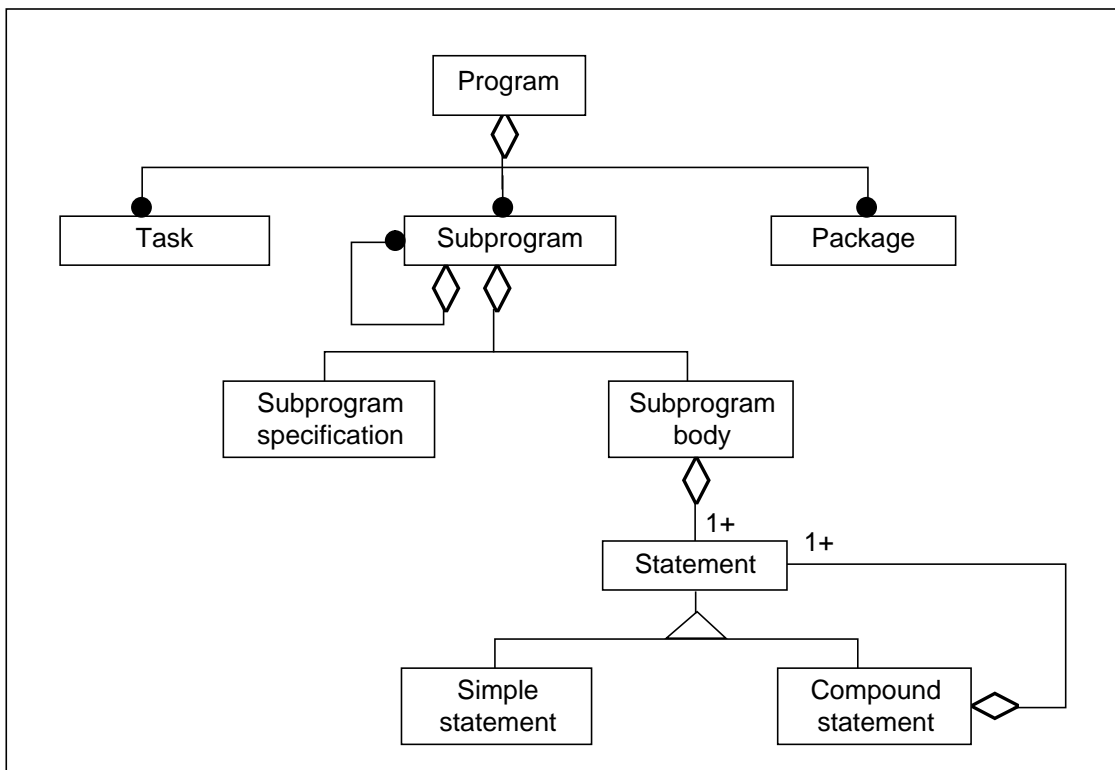 Program
Task
Subprogram
Package
Subprogram
specification
Subprogram
body
1+
1+
Statement
Simple
statement
Compound
statement